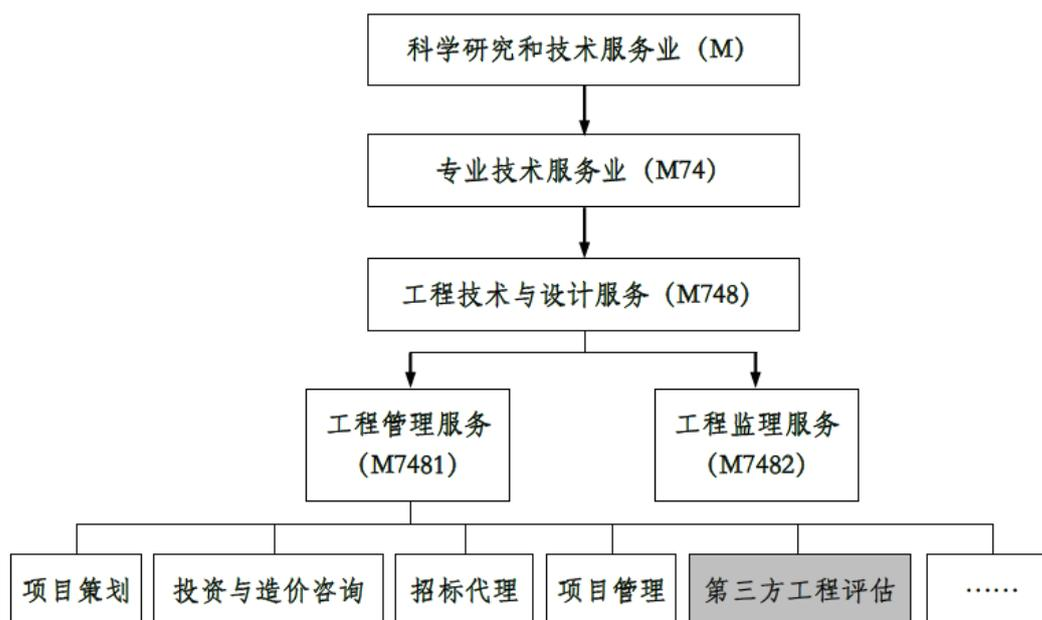 科学研究和技术服务业（M）
专业技术服务业（M74）
工程技术与设计服务（M748）
工程管理服务
（M7481）
工程监理服务
（M7482）
项目策划
投资与造价咨询
招标代理
项目管理
第三方工程评估
……